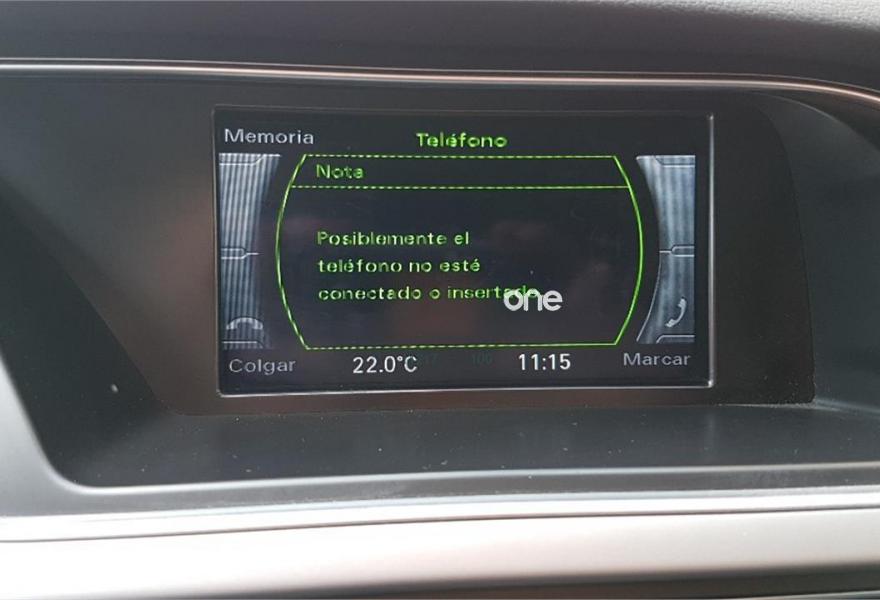 Memoria
Teléfono
Nota
Posiblemente el
teléfono no esté
conectado o insertado
one
Colgar
22.0°C
11:15
Marcar